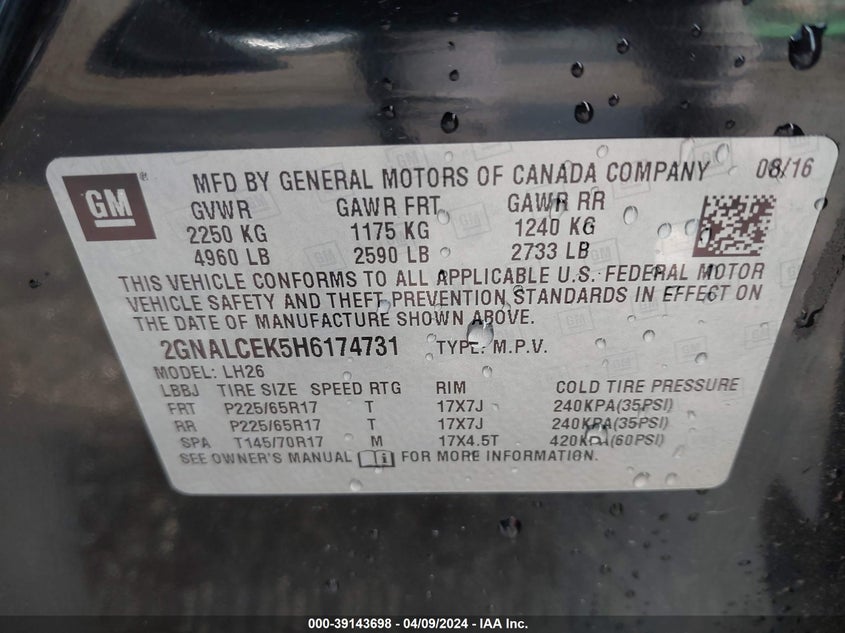 GM ® MFD BY GENERAL MOTORS OF CANADA COMPANY 08/16
GVWR GAWR FRT GAWR RR
2250 KG 1175 KG 1240 KG
4960 LB 2590 LB 2733 LB
THIS VEHICLE CONFORMS TO ALL APPLICABLE U.S. FEDERAL MOTOR
VEHICLE SAFETY AND THEFT PREVENTION STANDARDS IN EFFECT ON
THE DATE OF MANUFACTURE SHOWN ABOVE.
2GNALCEK5H6174731 TYPE: M.P.V.
MODEL: LH26
LBBJ TIRE SIZE SPEED RTG RIM COLD TIRE PRESSURE
FRT P225/65R17 T 17X7J 240KPA(35PSI)
RR P225/65R17 T 17X7J 240KPA(35PSI)
SPA T145/70R17 M 17X4.5T 420KPA(60PSI)
SEE OWNER'S MANUAL i FOR MORE INFORMATION.
000-39143698 | 04/09/2024 | IAA Inc.